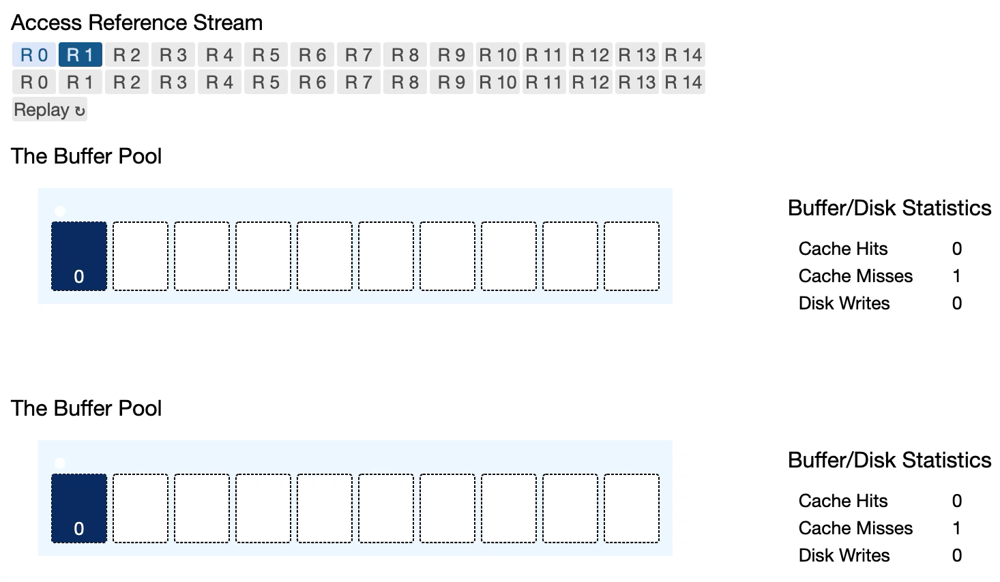 Access Reference Stream
R 0 R 1 R 2 R 3 R 4 R 5 R 6 R 7 R 8 R 9 R 10 R 11 R 12 R 13 R 14
R 0 R 1 R 2 R 3 R 4 R 5 R 6 R 7 R 8 R 9 R 10 R 11 R 12 R 13 R 14
Replay ↻
The Buffer Pool
0
Buffer/Disk Statistics
Cache Hits 0
Cache Misses 1
Disk Writes 0
The Buffer Pool
0
Buffer/Disk Statistics
Cache Hits 0
Cache Misses 1
Disk Writes 0